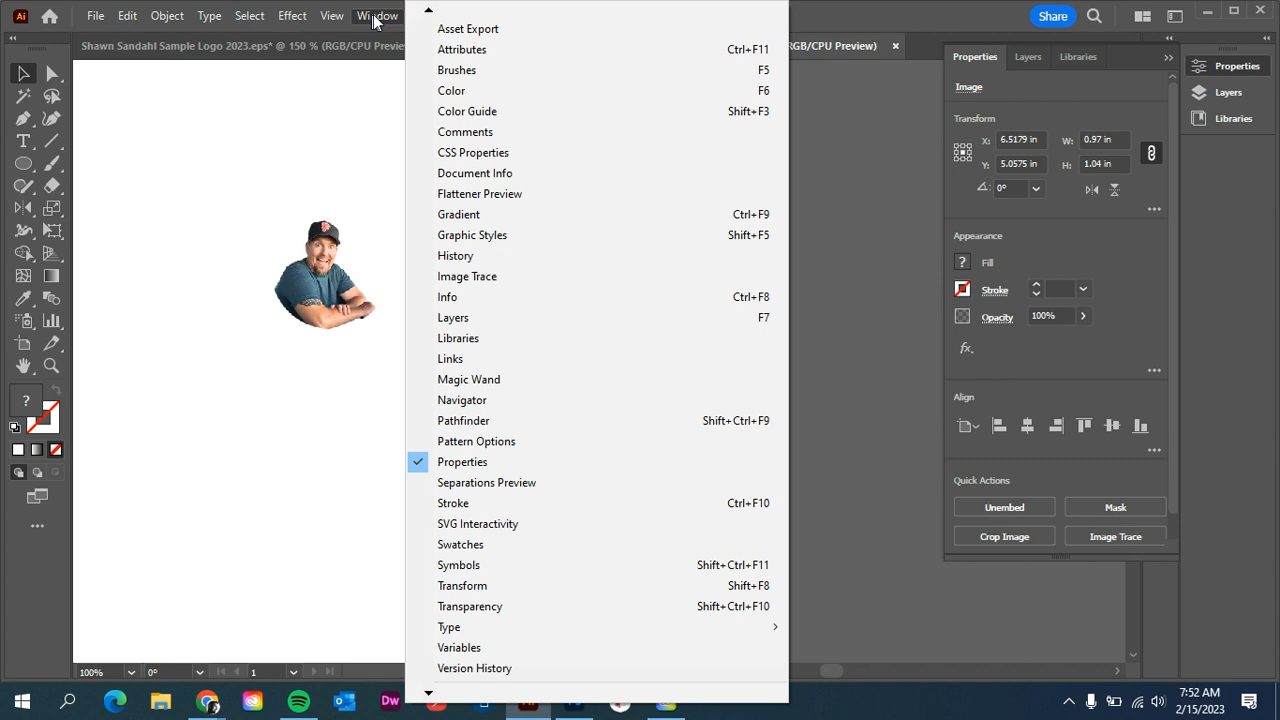 File Edit Object Type Select Effect View Window
Share
Shawn Sandahl Sample Logo 2023.eps* @ 150 % (RGB/CPU Previe
RGB/CPU Preview) ×
Asset Export
Attributes Ctrl+F11
Brushes F5
Color F6
Color Guide Shift+F3
Comments
CSS Properties
Document Info
Flattener Preview
Gradient Ctrl+F9
Graphic Styles Shift+F5
History
Image Trace
Info Ctrl+F8
Layers F7
Libraries
Links
Magic Wand
Navigator
Pathfinder Shift+Ctrl+F9
Pattern Options
Properties
Separations Preview
Stroke Ctrl+F10
SVG Interactivity
Swatches
Symbols Shift+Ctrl+F11
Transform Shift+F8
Transparency Shift+Ctrl+F10
Type
Variables
Version History
Properties Layers Libraries
Image
Transform
X: 6.5179 in W: 0.97 in
Y: 5.0575 in H: 1.04 in
0°
Appearance
? Fill
Stroke
Opacity 100%
fx.
Align
Quick Actions
Unembed Mask
Crop Image Image Trace
Properties
Layers
Libraries
?
100% 0° 1
Ai
Dw
7:52 AM
2/15/2023